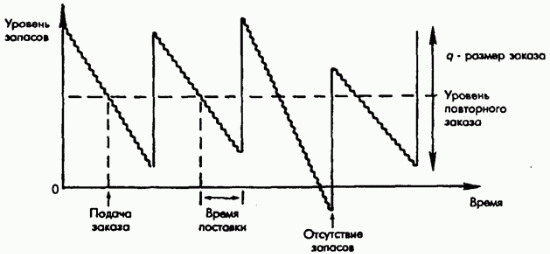 Уровень
запасов
q - размер заказа
Уровень
повторного
заказа
0
Время
Подача
заказа
Время
поставки
Отсутствие
запасов